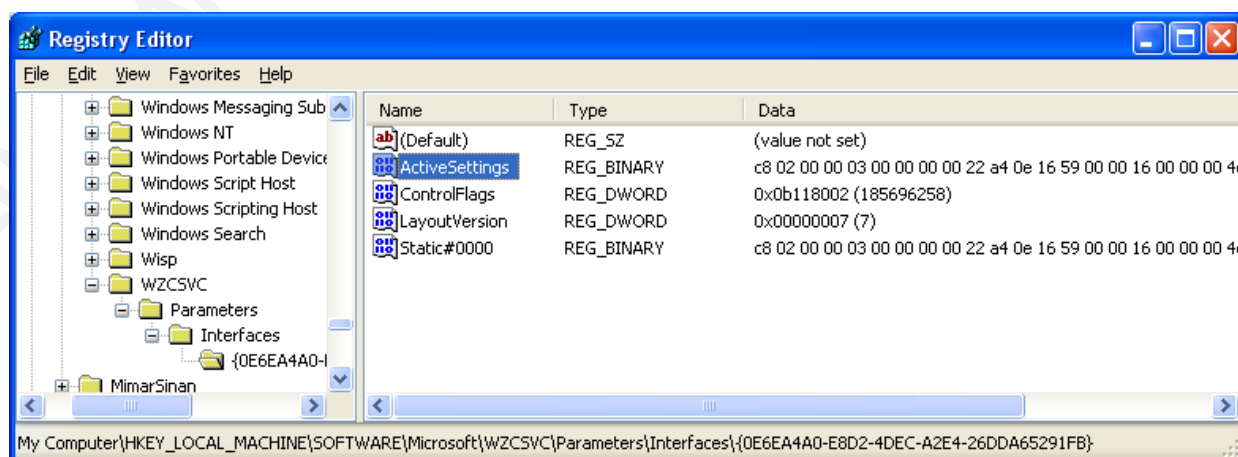 Registry Editor
File Edit View Favorites Help
Windows Messaging Sub
Windows NT
Windows Portable Device
Windows Script Host
Windows Scripting Host
Windows Search
Wisp
WZCSVC
Parameters
Interfaces
{0E6EA4A0-
MimarSinan
Name Type Data
(Default) REG_SZ (value not set)
ActiveSettings REG_BINARY c8 02 00 00 03 00 00 00 00 22 a4 0e 16 59 00 00 16 00 00 00
ControlFlags REG_DWORD 0x0b118002 (185696258)
LayoutVersion REG_DWORD 0x00000007 (7)
Static#0000 REG_BINARY c8 02 00 00 03 00 00 00 00 22 a4 0e 16 59 00 00 16 00 00 00
My Computer\HKEY_LOCAL_MACHINE\SOFTWARE\Microsoft\WZCSVC\Parameters\Interfaces\{0E6EA4A0-E8D2-4DEC-A2E4-26DDA65291FB}